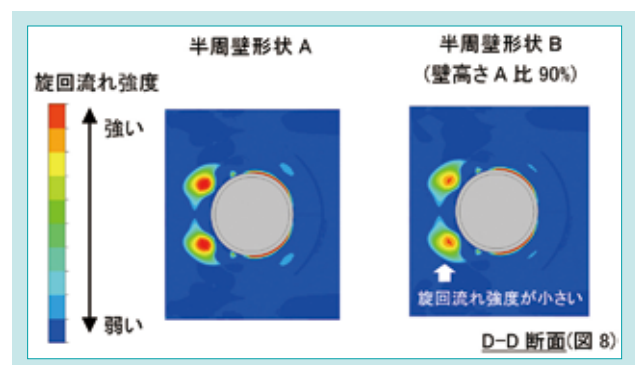 半周壁形状 A
半周壁形状 B
(壁高さ A 比 90%)
旋回流れ強度
強い
弱い
旋回流れ強度が小さい
D-D 断面(図 8)